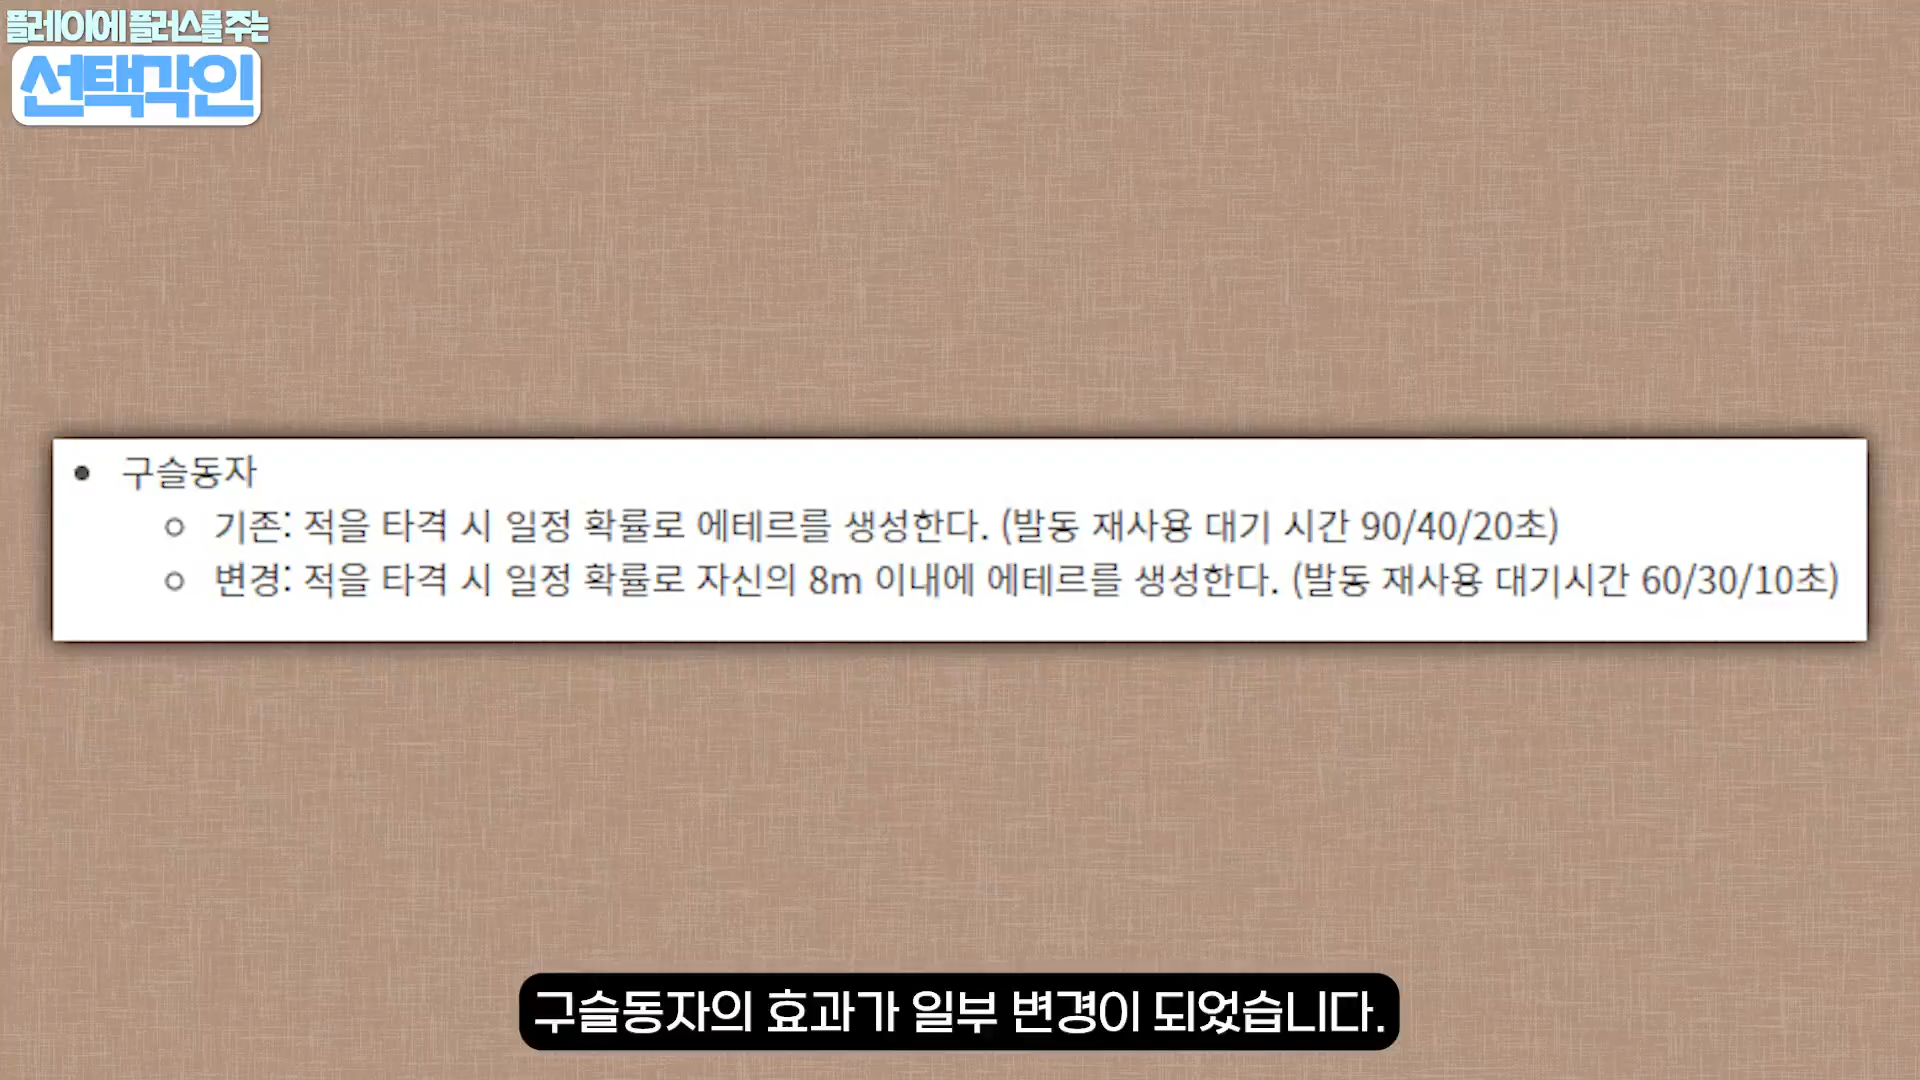 플레이에 플러스를 주는
선택각인
• 구슬동자
○ 기존: 적을 타격 시 일정 확률로 에테르를 생성한다. (발동 재사용 대기 시간 90/40/20초)
○ 변경: 적을 타격 시 일정 확률로 자신의 8m 이내에 에테르를 생성한다. (발동 재사용 대기시간 60/30/10초)
구슬동자의 효과가 일부 변경이 되었습니다.